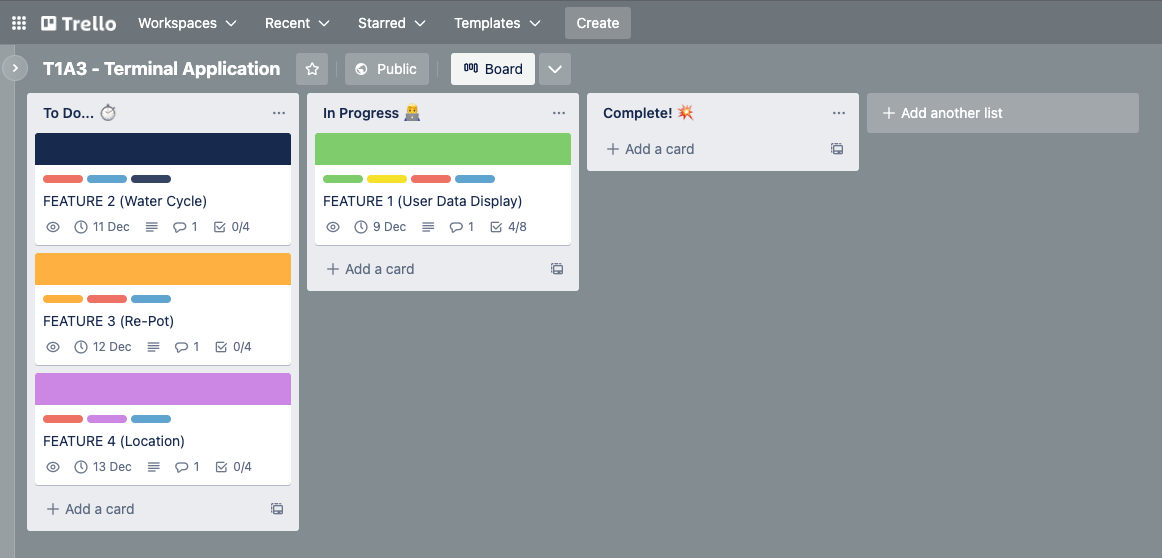 Trello Workspaces Recent Starred Templates Create
T1A3 - Terminal Application Public Board
To Do... ⏱️
FEATURE 2 (Water Cycle)
11 Dec 1 0/4
FEATURE 3 (Re-Pot)
12 Dec 1 0/4
FEATURE 4 (Location)
13 Dec 1 0/4
+ Add a card
In Progress 👨‍💻
FEATURE 1 (User Data Display)
9 Dec 1 4/8
+ Add a card
Complete! 💥
+ Add a card
+ Add another list